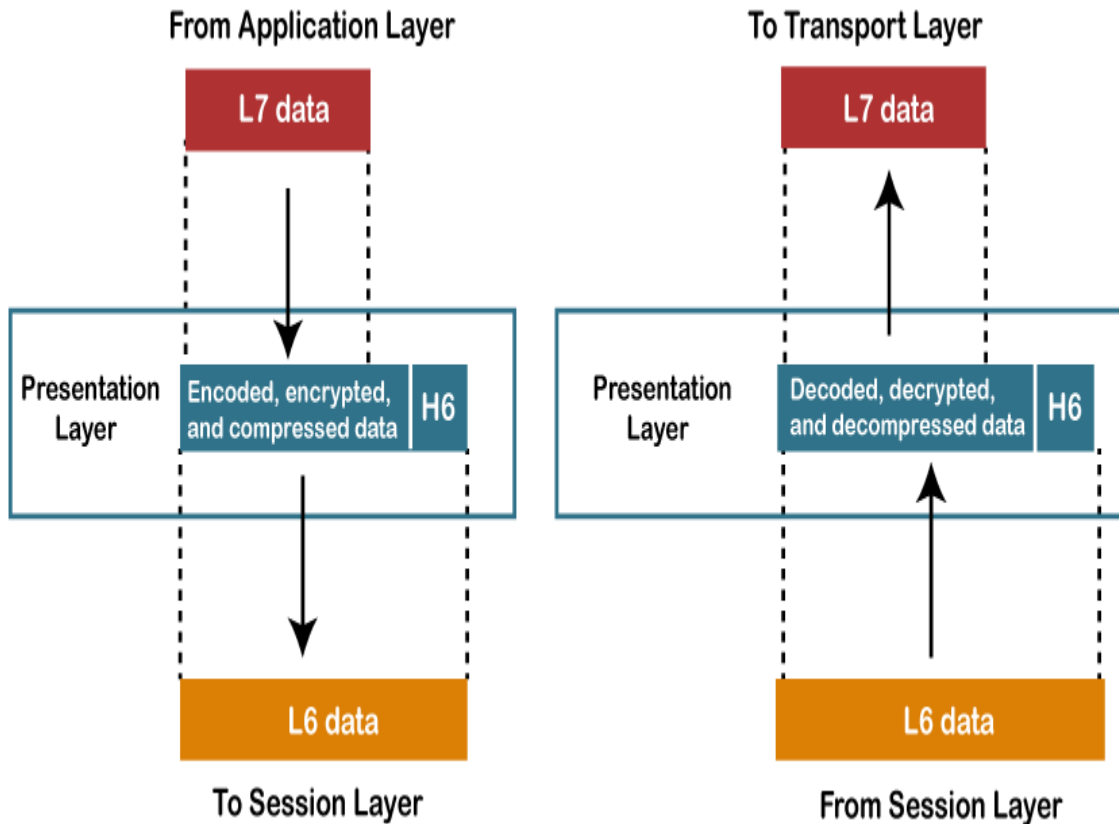 From Application Layer
L7 data
Presentation
Layer
Encoded, encrypted,
and compressed data
H6
L6 data
To Session Layer
To Transport Layer
L7 data
Presentation
Layer
Decoded, decrypted,
and decompressed data
H6
L6 data
From Session Layer